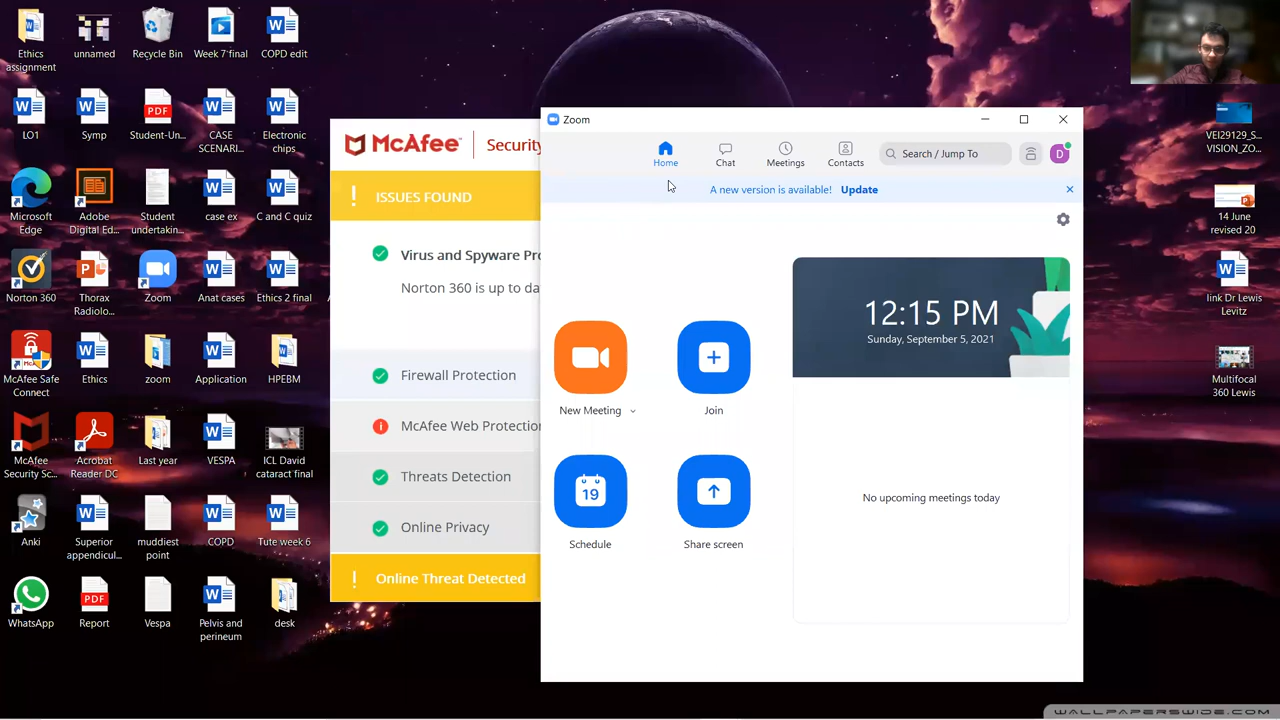 Ethics
assignment
unnamed
Recycle Bin
Week 7 final
COPD edit
LO1
Symp
PDF
Student-Un...
CASE
SCENARI...
Electronic
chips
Microsoft
Edge
Adobe
Digital Ed...
Student
undertakin...
case ex
C and C quiz
Norton 360
Thorax
Radiolo...
Zoom
Anat cases
Ethics 2 final
McAfee Safe
Connect
Ethics
zoom
Application
HPEBM
McAfee
Security Sc...
Acrobat
Reader DC
Last year
VESPA
ICL David
cataract final
Anki
Superior
appendicul...
muddiest
point
COPD
Tute week 6
WhatsApp
PDF
Report
Vespa
Pelvis and
perineum
desk
McAfee™
Security
ISSUES FOUND
Virus and Spyware Pro
Norton 360 is up to da
Firewall Protection
McAfee Web Protection
Threats Detection
Online Privacy
Online Threat Detected
Zoom
Home
Chat
Meetings
Contacts
Search / Jump To
D
A new version is available! Update
New Meeting
Join
19
Schedule
Share screen
12:15 PM
Sunday, September 5, 2021
No upcoming meetings today
VEI29129_S...
VISION_ZO...
14 June
revised 20
link Dr Lewis
Levitz
Multifocal
360 Lewis
WALLPAPERSWIDE.COM